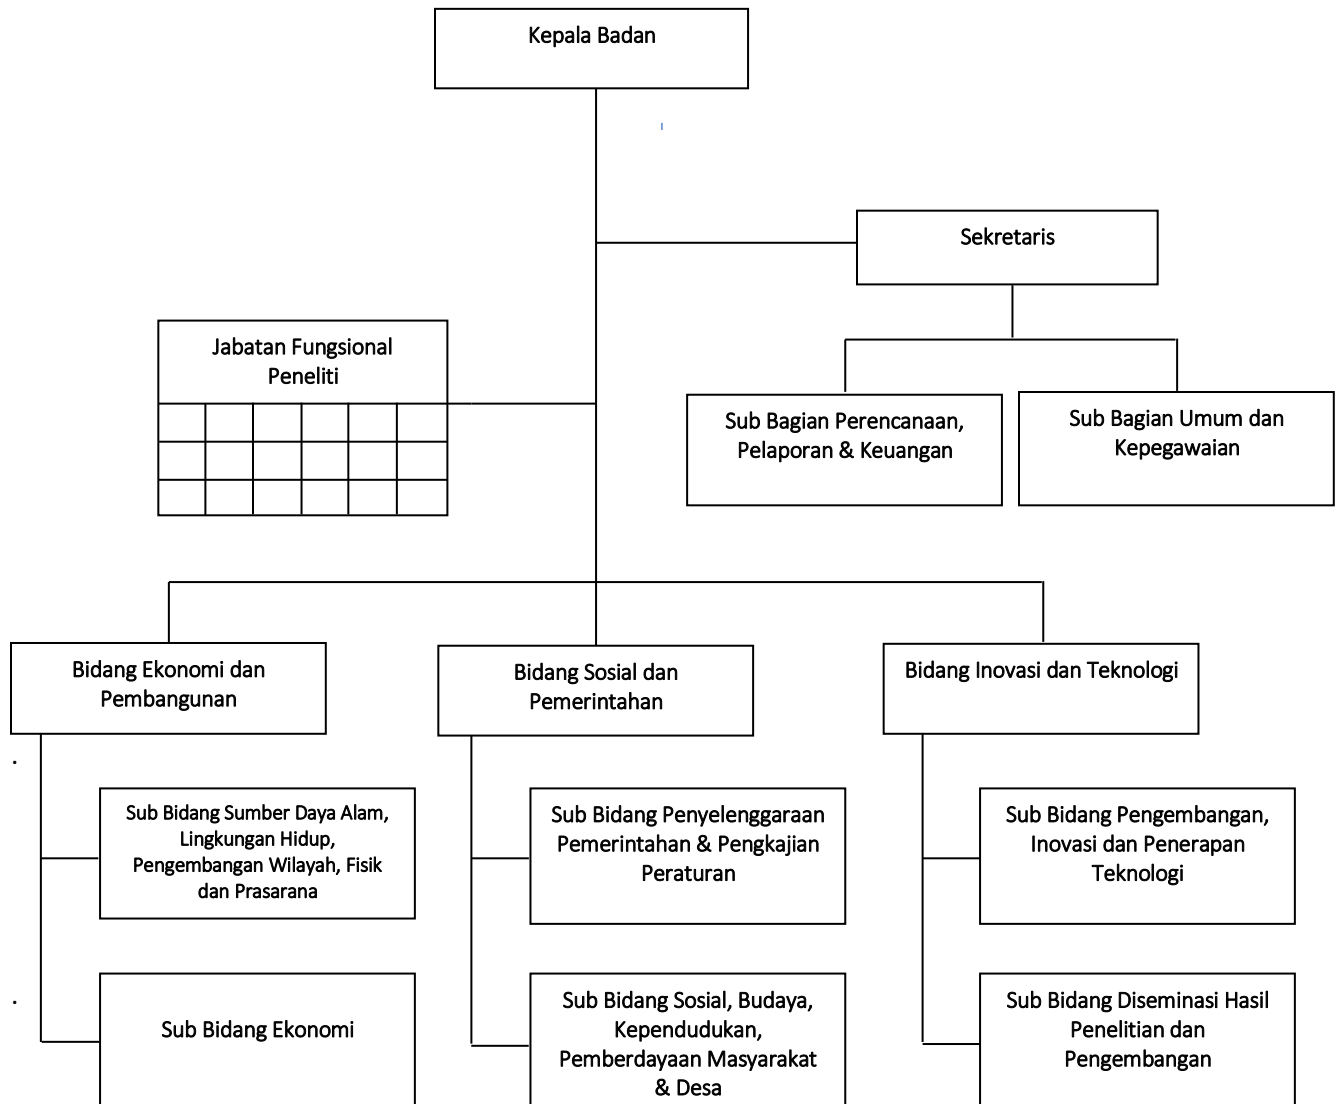 Kepala Badan
Sekretaris
Jabatan Fungsional
Peneliti
Sub Bagian Perencanaan,
Pelaporan & Keuangan
Sub Bagian Umum dan
Kepegawaian
Bidang Ekonomi dan
Pembangunan
Bidang Sosial dan
Pemerintahan
Bidang Inovasi dan Teknologi
Sub Bidang Sumber Daya Alam,
Lingkungan Hidup,
Pengembangan Wilayah, Fisik
dan Prasarana
Sub Bidang Penyelenggaraan
Pemerintahan & Pengkajian
Peraturan
Sub Bidang Pengembangan,
Inovasi dan Penerapan
Teknologi
Sub Bidang Ekonomi
Sub Bidang Sosial, Budaya,
Kependudukan,
Pemberdayaan Masyarakat
& Desa
Sub Bidang Diseminasi Hasil
Penelitian dan
Pengembangan